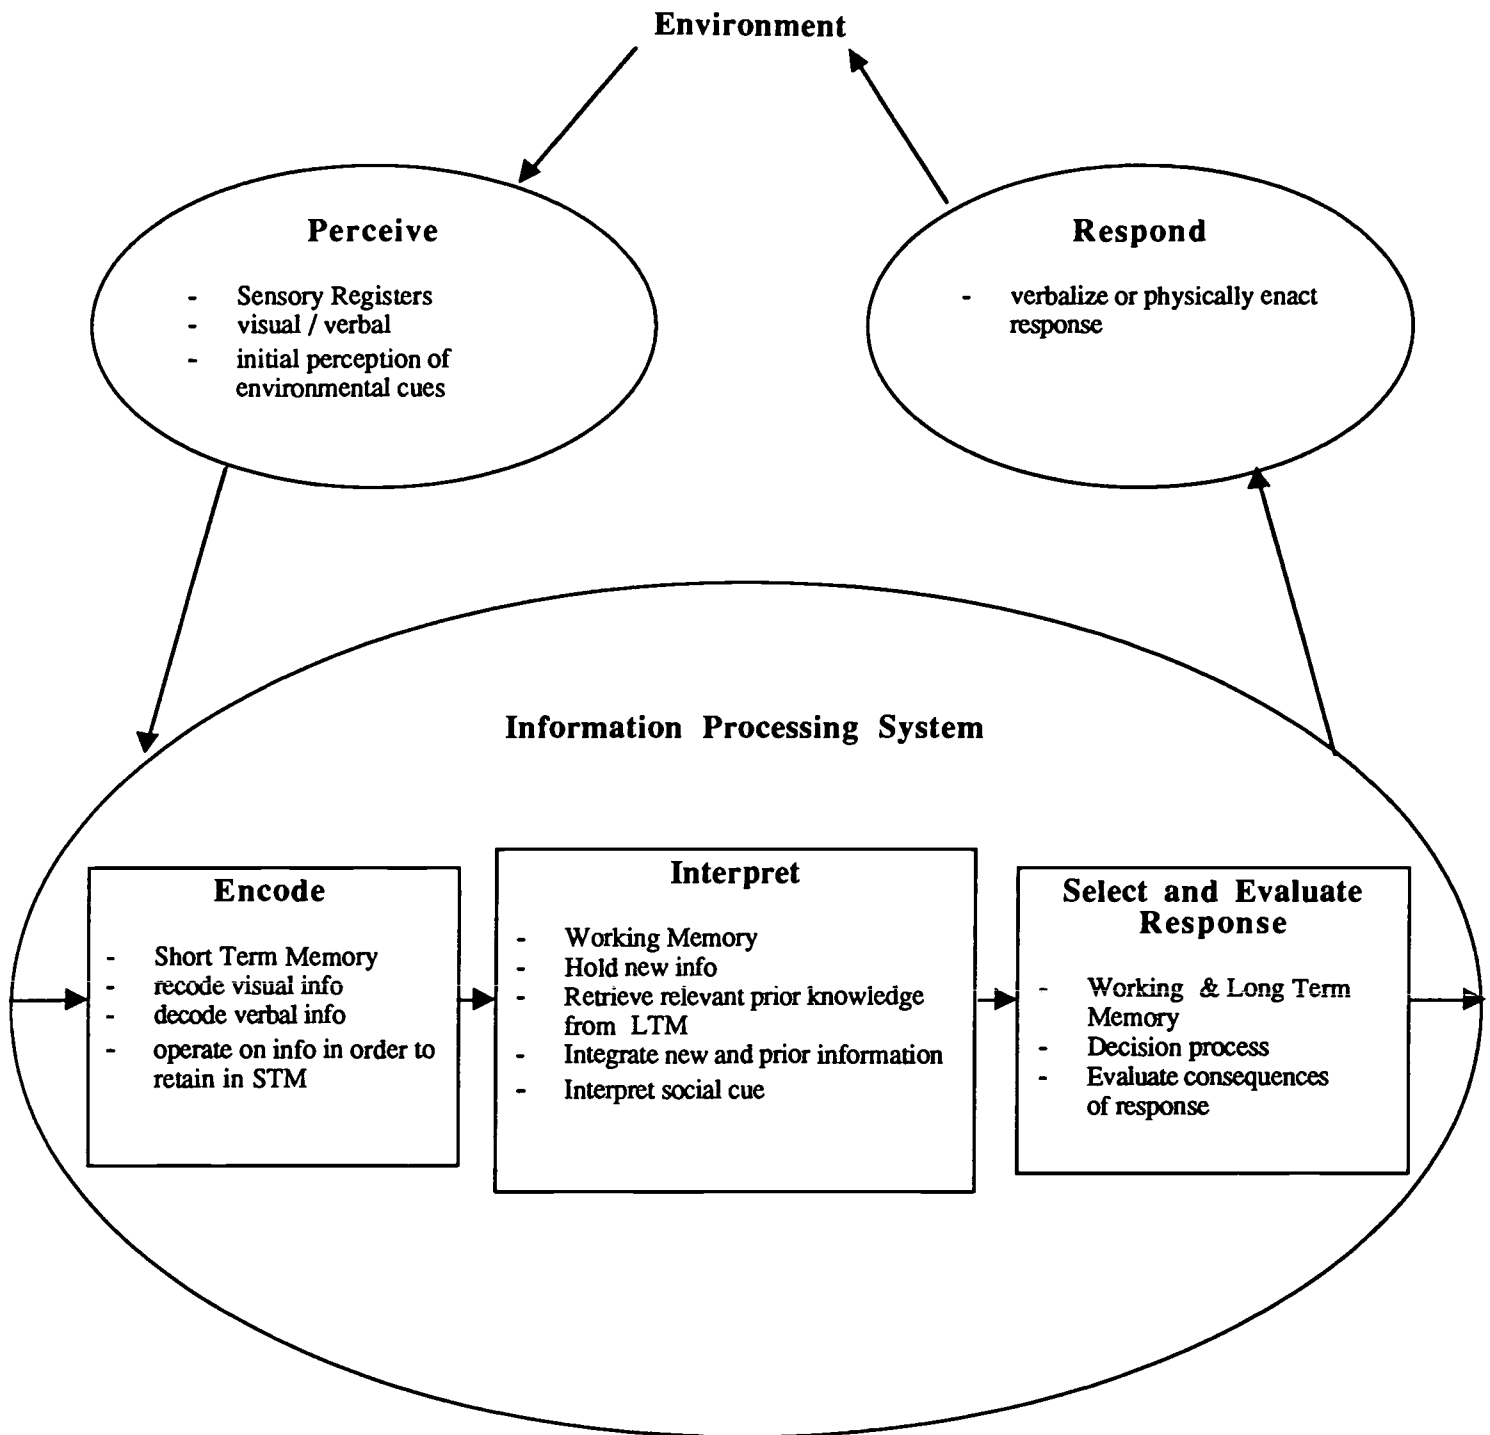 Environment
Perceive
- Sensory Registers
- visual / verbal
- initial perception of
environmental cues
Respond
- verbalize or physically enact
response
Information Processing System
Encode
- Short Term Memory
- recode visual info
- decode verbal info
- operate on info in order to
retain in STM
Interpret
- Working Memory
- Hold new info
- Retrieve relevant prior knowledge
from LTM
- Integrate new and prior information
- Interpret social cue
Select and Evaluate
Response
- Working & Long Term
Memory
- Decision process
- Evaluate consequences
of response